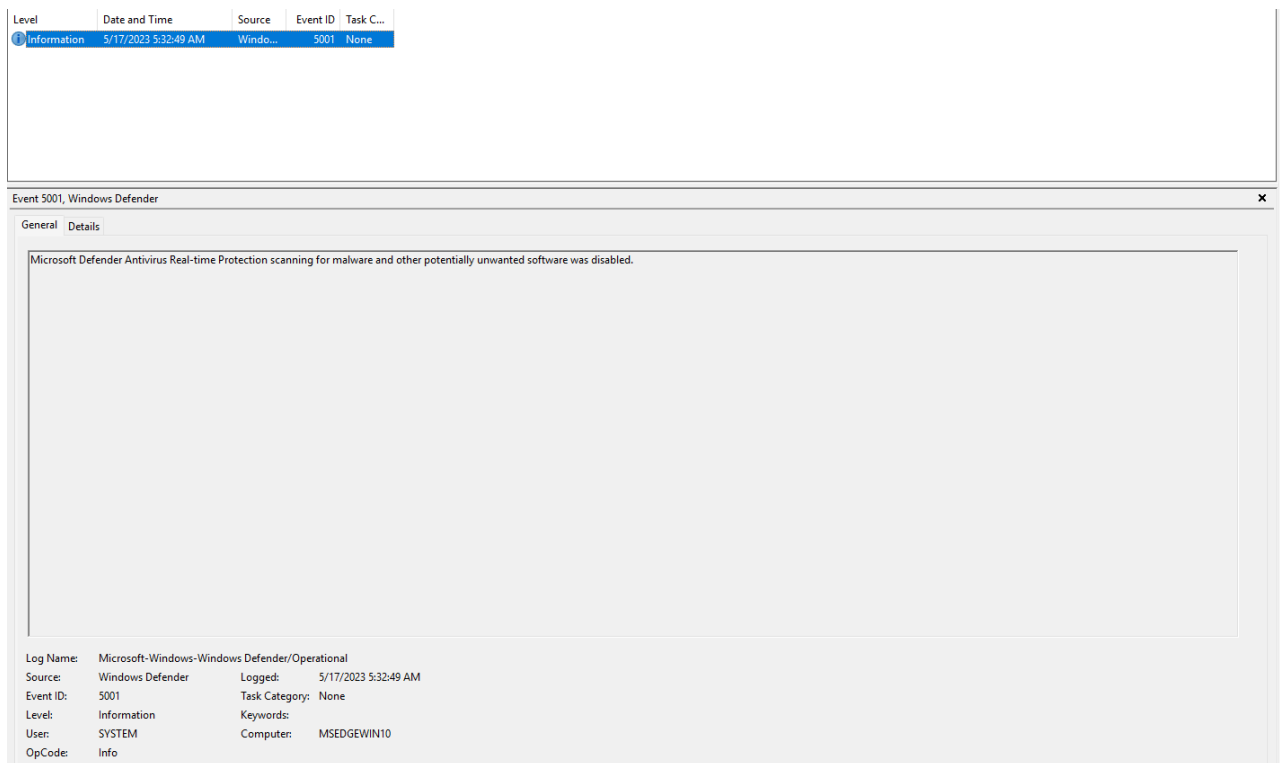 Level Date and Time Source Event ID Task C...
Information 5/17/2023 5:32:49 AM Windo... 5001 None
Event 5001, Windows Defender
General Details
Microsoft Defender Antivirus Real-time Protection scanning for malware and other potentially unwanted software was disabled.
Log Name: Microsoft-Windows-Windows Defender/Operational
Source: Windows Defender Logged: 5/17/2023 5:32:49 AM
Event ID: 5001 Task Category: None
Level: Information Keywords:
User: SYSTEM Computer: MSEDGEWIN10
OpCode: Info